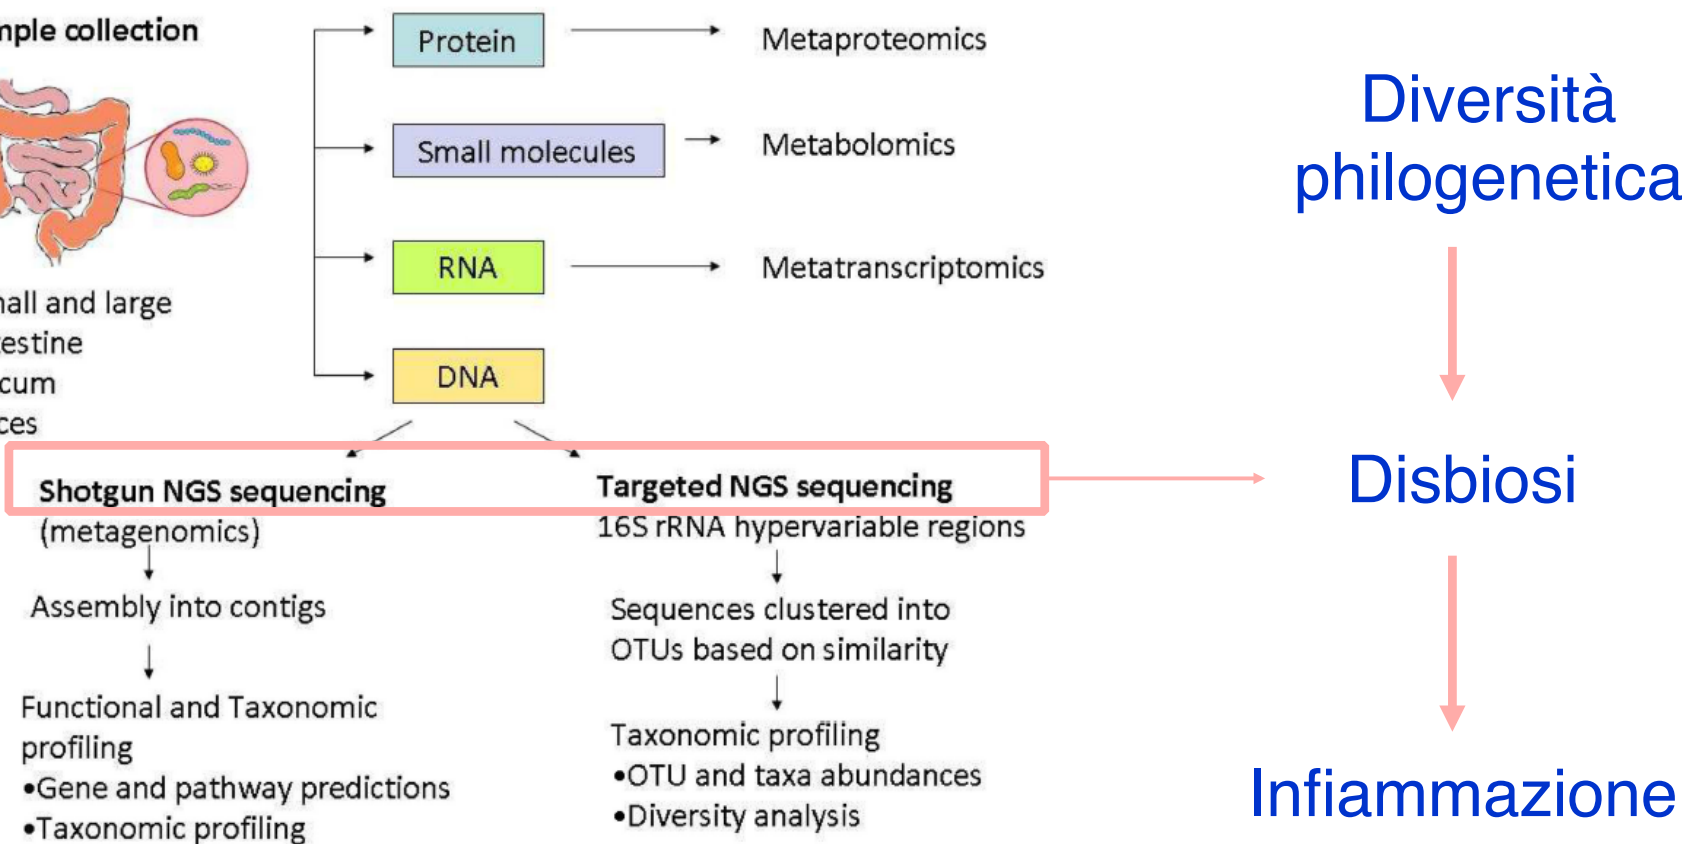 mple collection
Protein
Metaproteomics
Small molecules
Metabolomics
RNA
Metatranscriptomics
DNA
nall and large
testine
cum
ces
Shotgun NGS sequencing
(metagenomics)
Assembly into contigs
Functional and Taxonomic
profiling
•Gene and pathway predictions
•Taxonomic profiling
Targeted NGS sequencing
16S rRNA hypervariable regions
Sequences clustered into
OTUs based on similarity
Taxonomic profiling
•OTU and taxa abundances
•Diversity analysis
Diversità
philogenetica
Disbiosi
Infiammazione